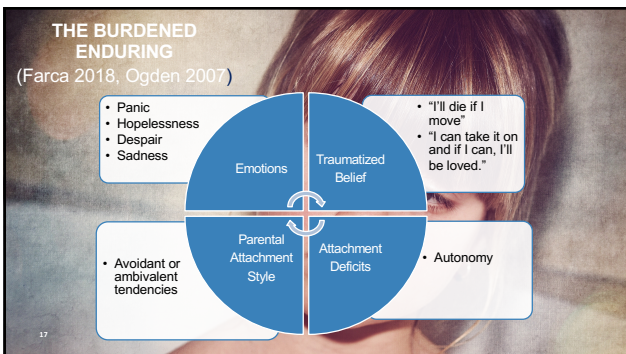 THE BURDENED
ENDURING
(Farca 2018, Ogden 2007)
• Panic
• Hopelessness
• Despair
• Sadness
Emotions
Traumatized
Belief
• “I’ll die if I
move”
• “I can take it on
and if I can, I’ll
be loved.”
• Avoidant or
ambivalent
tendencies
Parental
Attachment
Style
Attachment
Deficits
• Autonomy
17